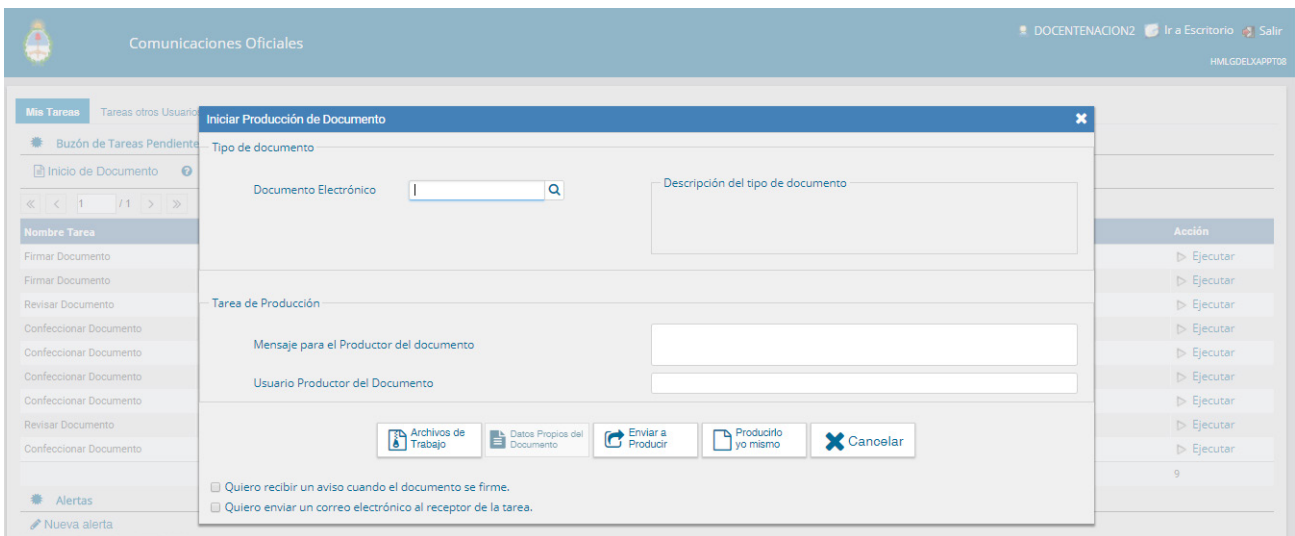 DOCENTENACION2 Ir a Escritorio Salir
Comunicaciones Oficiales
HMLGDELXAPPT08
Mis Tareas Tareas otros Usuario
Iniciar Producción de Documento
Buzón de Tareas Pendiente
Tipo de documento
Inicio de Documento
Documento Electrónico
Descripción del tipo de documento
1 / 1
Nombre Tarea Acción
Firmar Documento Ejecutar
Firmar Documento Ejecutar
Revisar Documento Ejecutar
Tarea de Producción
Confeccionar Documento Ejecutar
Mensaje para el Productor del documento
Confeccionar Documento Ejecutar
Confeccionar Documento Ejecutar
Usuario Productor del Documento
Confeccionar Documento Ejecutar
Revisar Documento Ejecutar
Confeccionar Documento Ejecutar
Archivos de Trabajo
Datos Propios del Documento
Enviar a Producir
Producirlo yo mismo
Cancelar
9
Quiero recibir un aviso cuando el documento se firme.
Alertas
Quiero enviar un correo electrónico al receptor de la tarea.
Nueva alerta